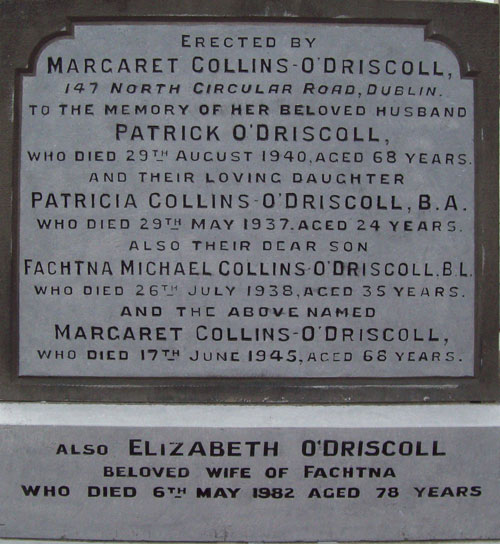 ERECTED BY
MARGARET COLLINS-O'DRISCOLL,
147 NORTH CIRCULAR ROAD, DUBLIN.
TO THE MEMORY OF HER BELOVED HUSBAND
PATRICK O'DRISCOLL,
WHO DIED 29TH AUGUST 1940, AGED 68 YEARS.
AND THEIR LOVING DAUGHTER
PATRICIA COLLINS-O'DRISCOLL, B.A.
WHO DIED 29TH MAY 1937. AGED 24 YEARS.
ALSO THEIR DEAR SON
FACHTNA MICHAEL COLLINS-O'DRISCOLL, B.L.
WHO DIED 26TH JULY 1938, AGED 35 YEARS.
AND THE ABOVE NAMED
MARGARET COLLINS-O'DRISCOLL,
WHO DIED 17TH JUNE 1945, AGED 68 YEARS.
ALSO ELIZABETH O'DRISCOLL
BELOVED WIFE OF FACHTNA
WHO DIED 6TH MAY 1982 AGED 78 YEARS